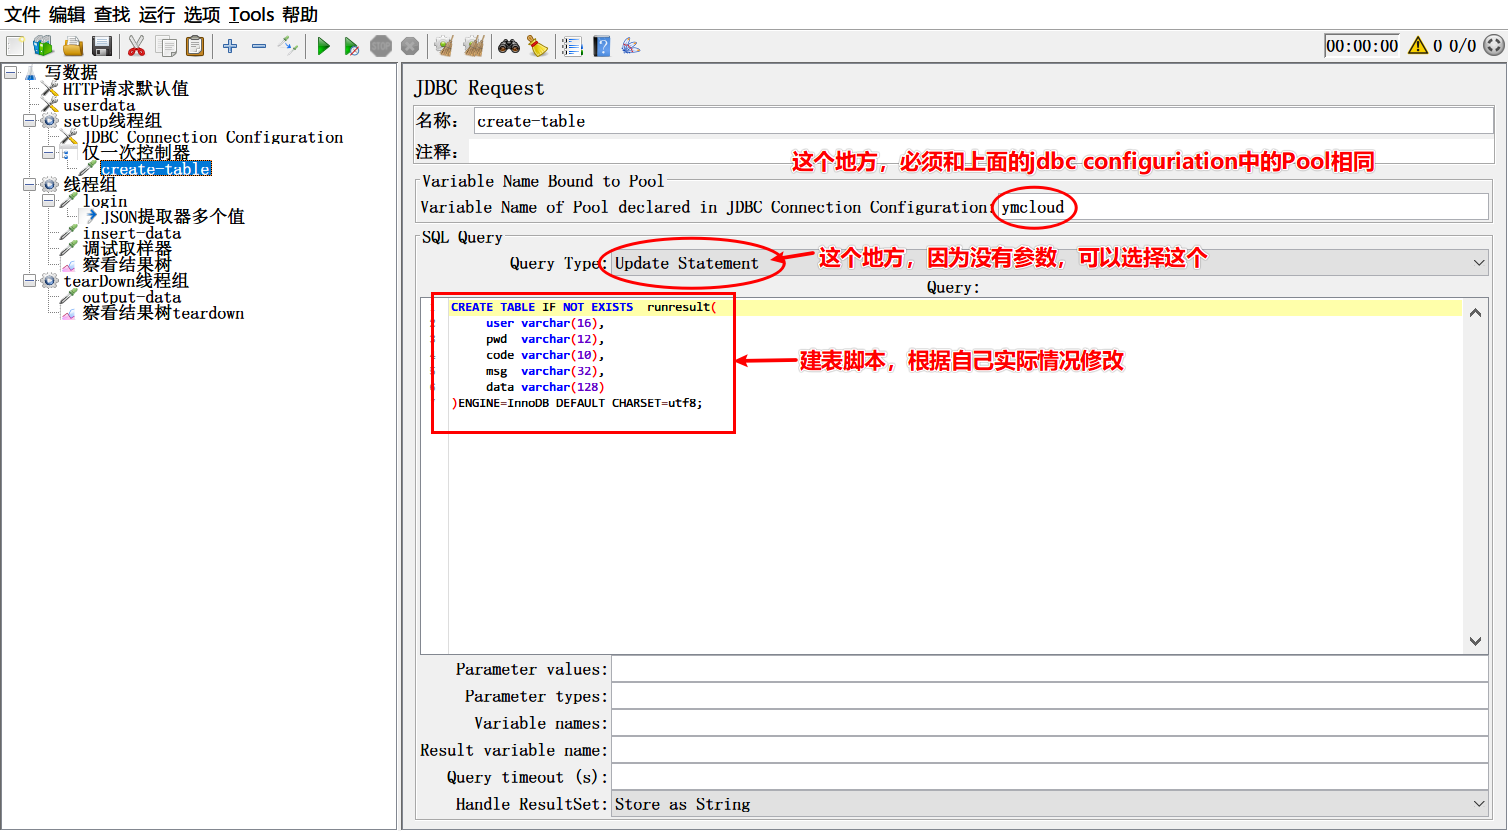 文件 编辑 查找 运行 选项 Tools 帮助
00:00:00 0 0/0
写数据
HTTP请求默认值
userdata
setUp线程组
JDBC Connection Configuration
仅一次控制器
create-table
线程组
login
JSON提取器多个值
insert-data
调试取样器
察看结果树
tearDown线程组
output-data
察看结果树teardown
JDBC Request
名称: create-table
注释:
这个地方，必须和上面的jdbc configuriation中的Pool相同
Variable Name Bound to Pool
Variable Name of Pool declared in JDBC Connection Configuration: ymcloud
SQL Query
Query Type: Update Statement
这个地方，因为没有参数，可以选择这个
Query:
CREATE TABLE IF NOT EXISTS runresult(
user varchar(16),
pwd varchar(12),
code varchar(10),
msg varchar(32),
data varchar(128)
)ENGINE=InnoDB DEFAULT CHARSET=utf8;
建表脚本，根据自己实际情况修改
Parameter values:
Parameter types:
Variable names:
Result variable name:
Query timeout (s):
Handle ResultSet: Store as String